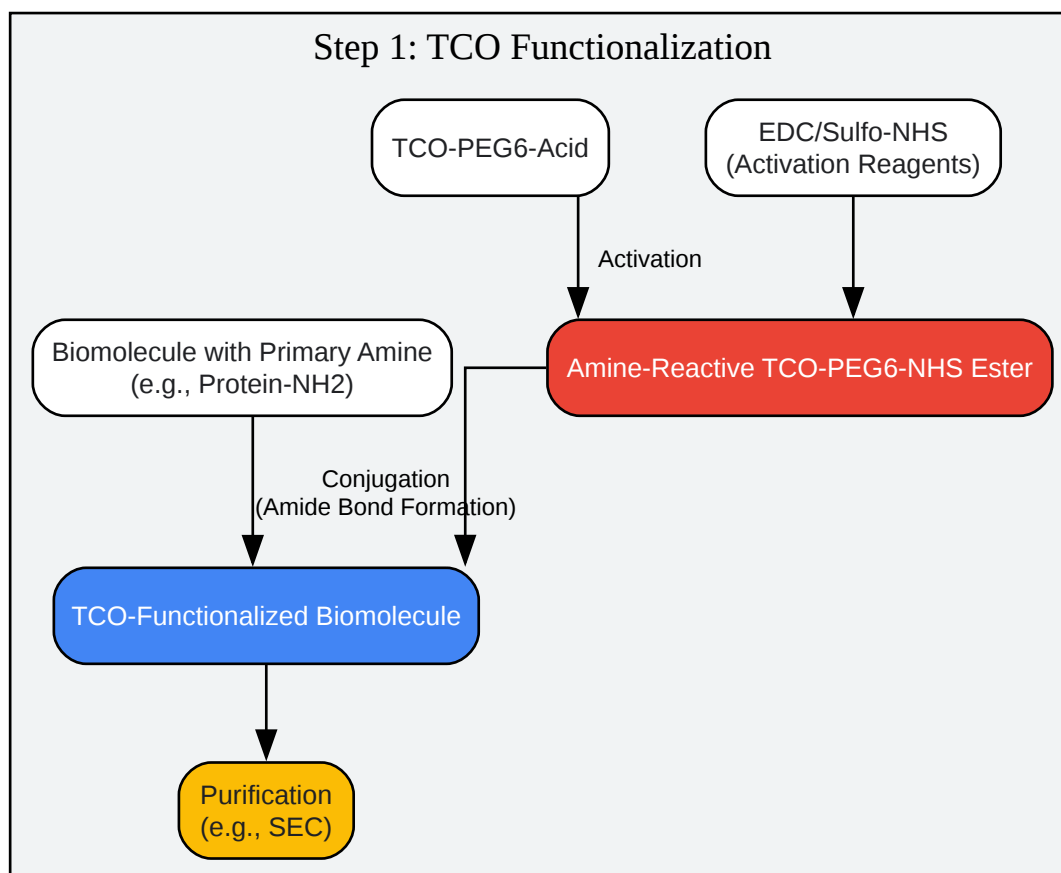 Step 1: TCO Functionalization
TCO-PEG6-Acid
EDC/Sulfo-NHS
(Activation Reagents)
Activation
Biomolecule with Primary Amine
(e.g., Protein-NH2)
Amine-Reactive TCO-PEG6-NHS Ester
Conjugation
(Amide Bond Formation)
TCO-Functionalized Biomolecule
Purification
(e.g., SEC)